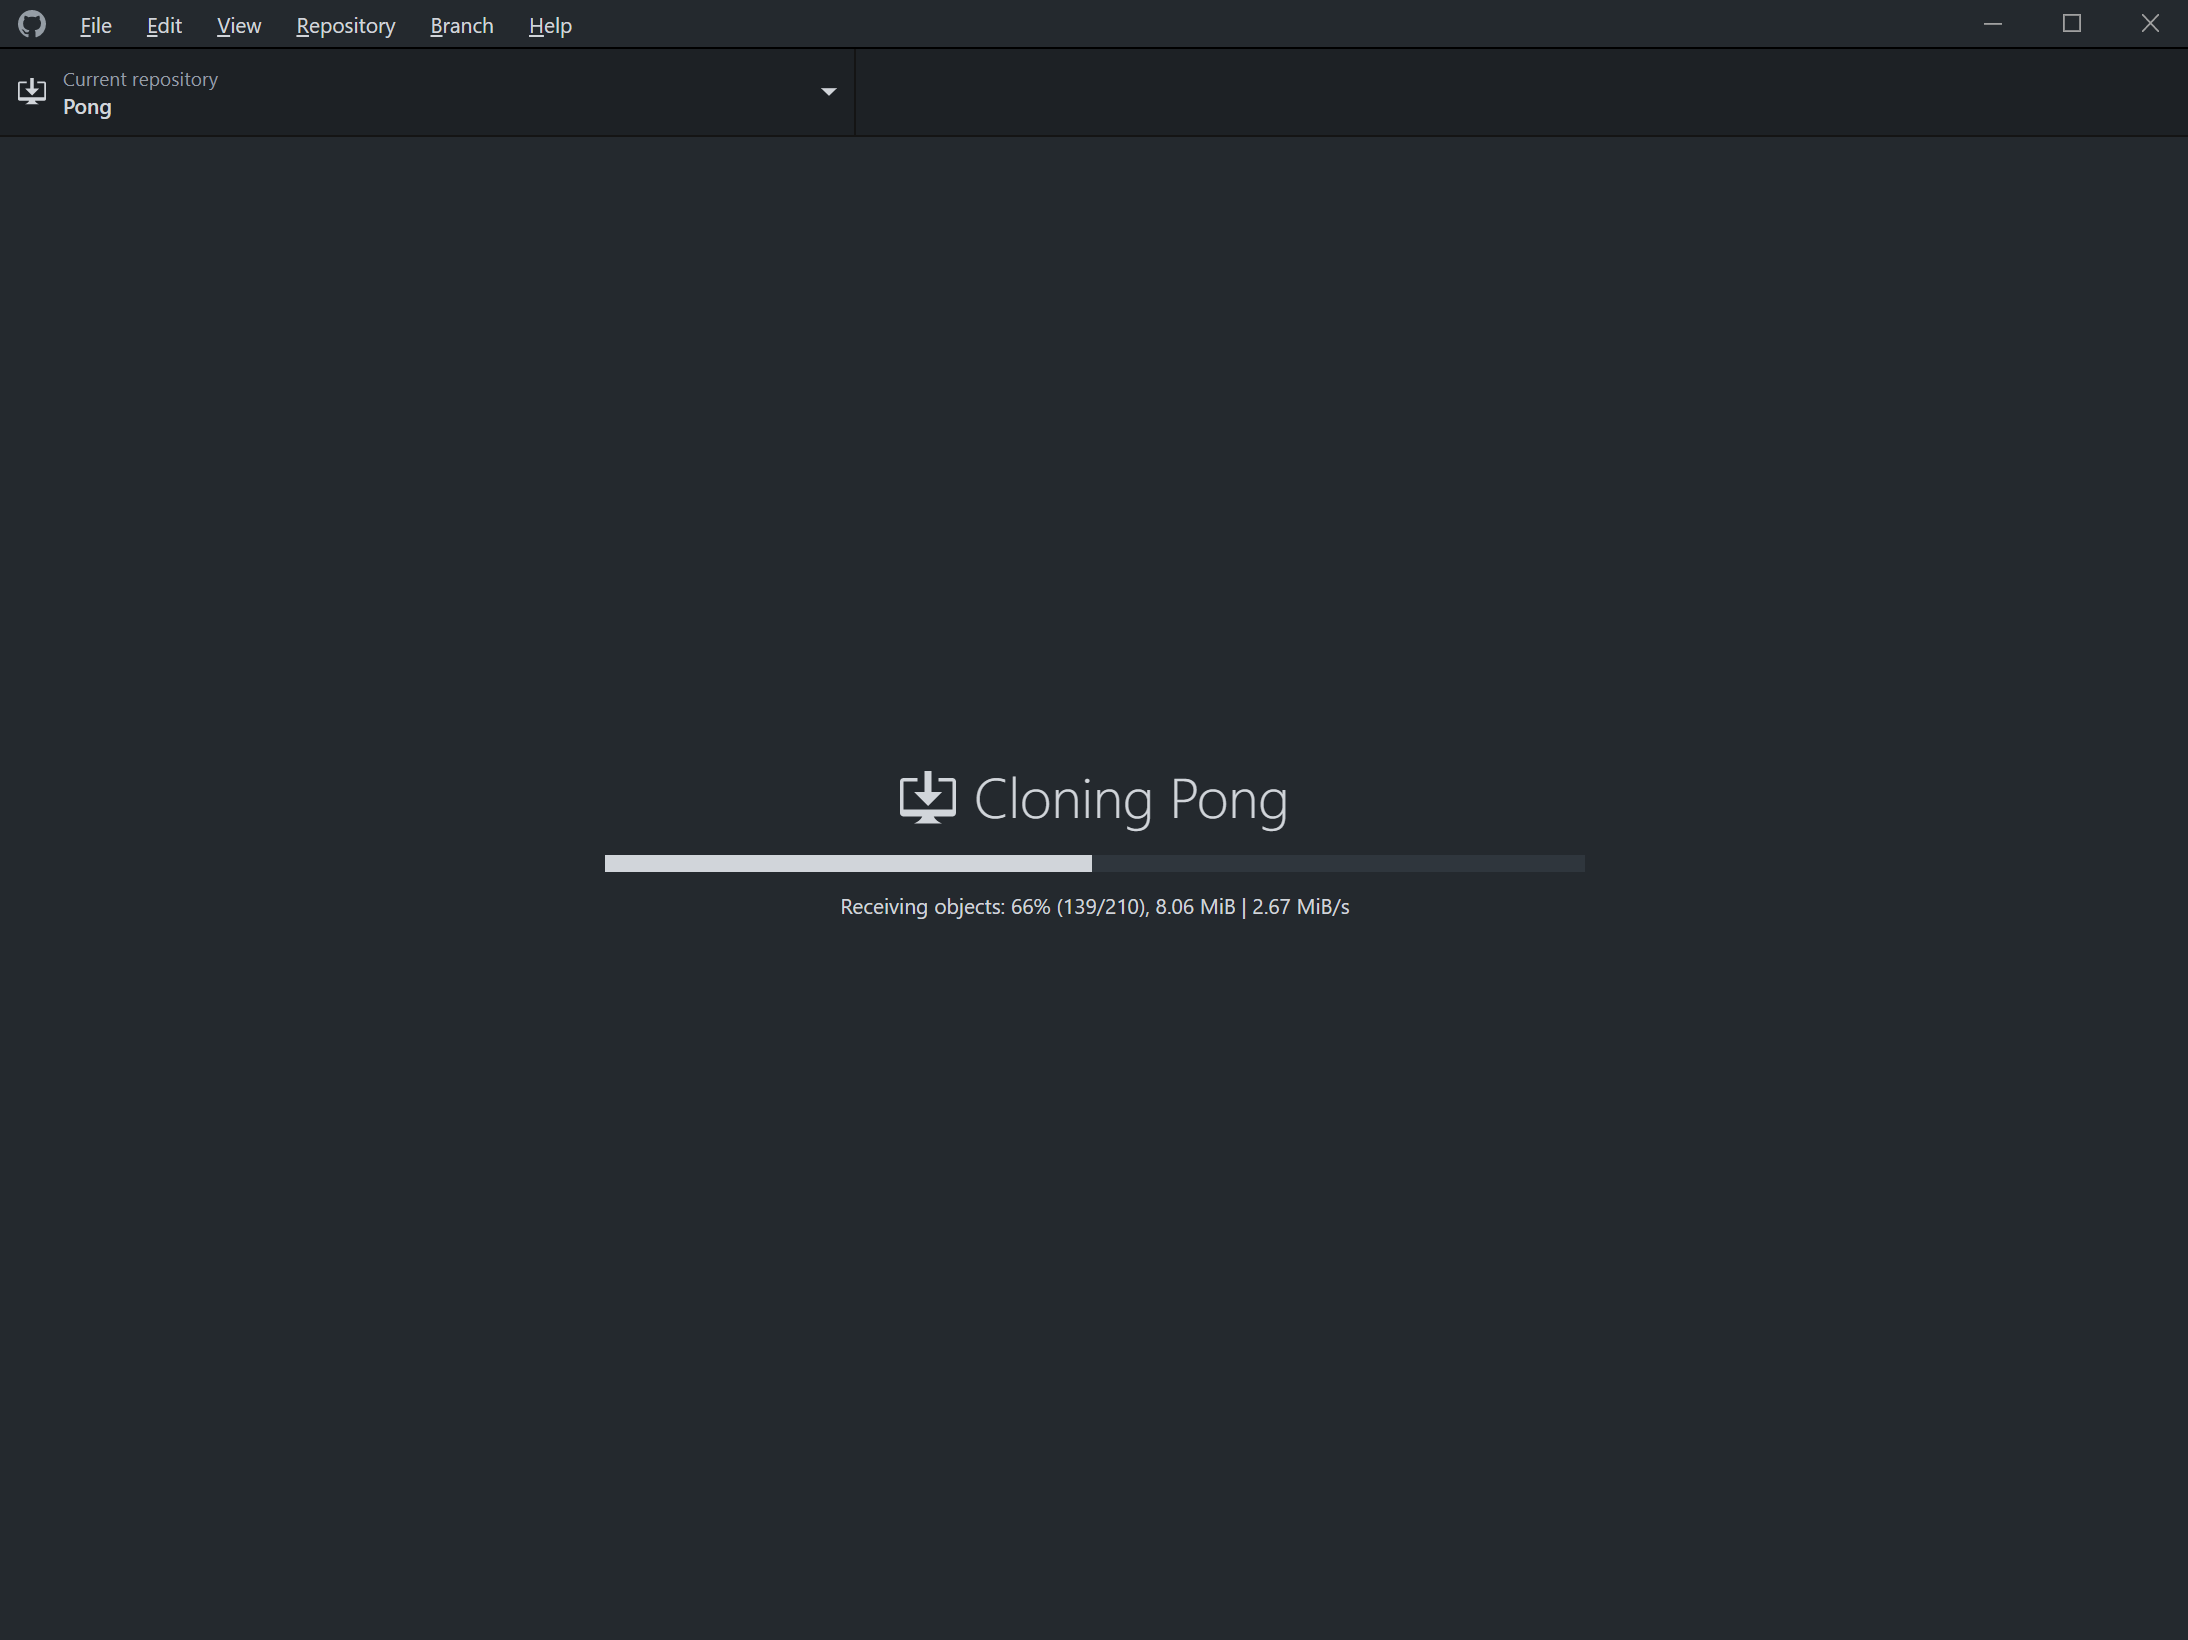 File Edit View Repository Branch Help
Current repository
Pong
Cloning Pong
Receiving objects: 66% (139/210), 8.06 MiB | 2.67 MiB/s